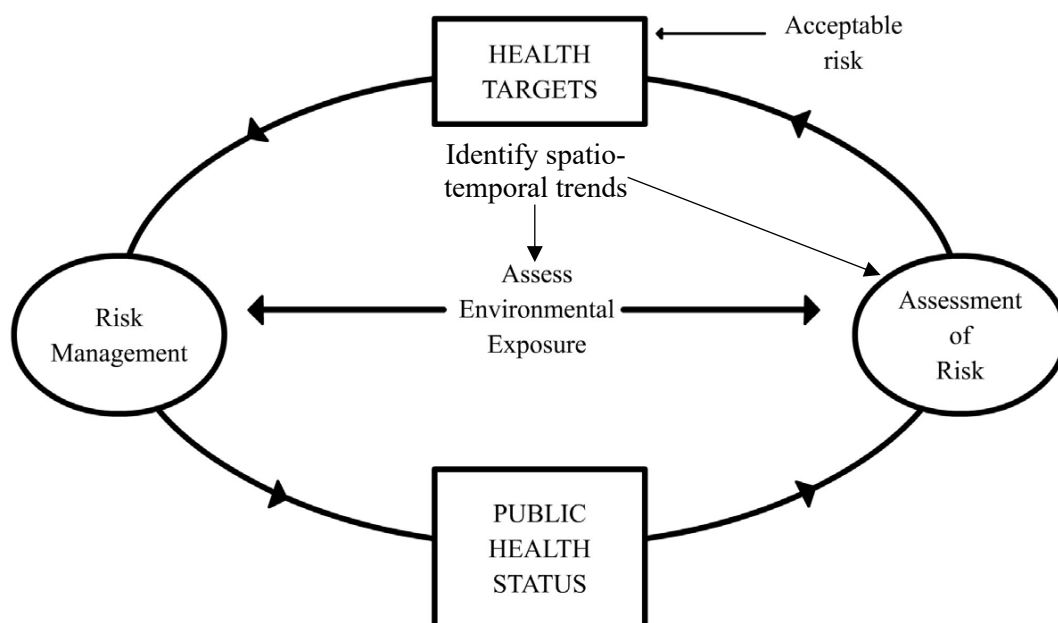 HEALTH
TARGETS
Acceptable
risk
Identify spatio-
temporal trends
Assess
Environmental
Exposure
Risk
Management
Assessment
of
Risk
PUBLIC
HEALTH
STATUS